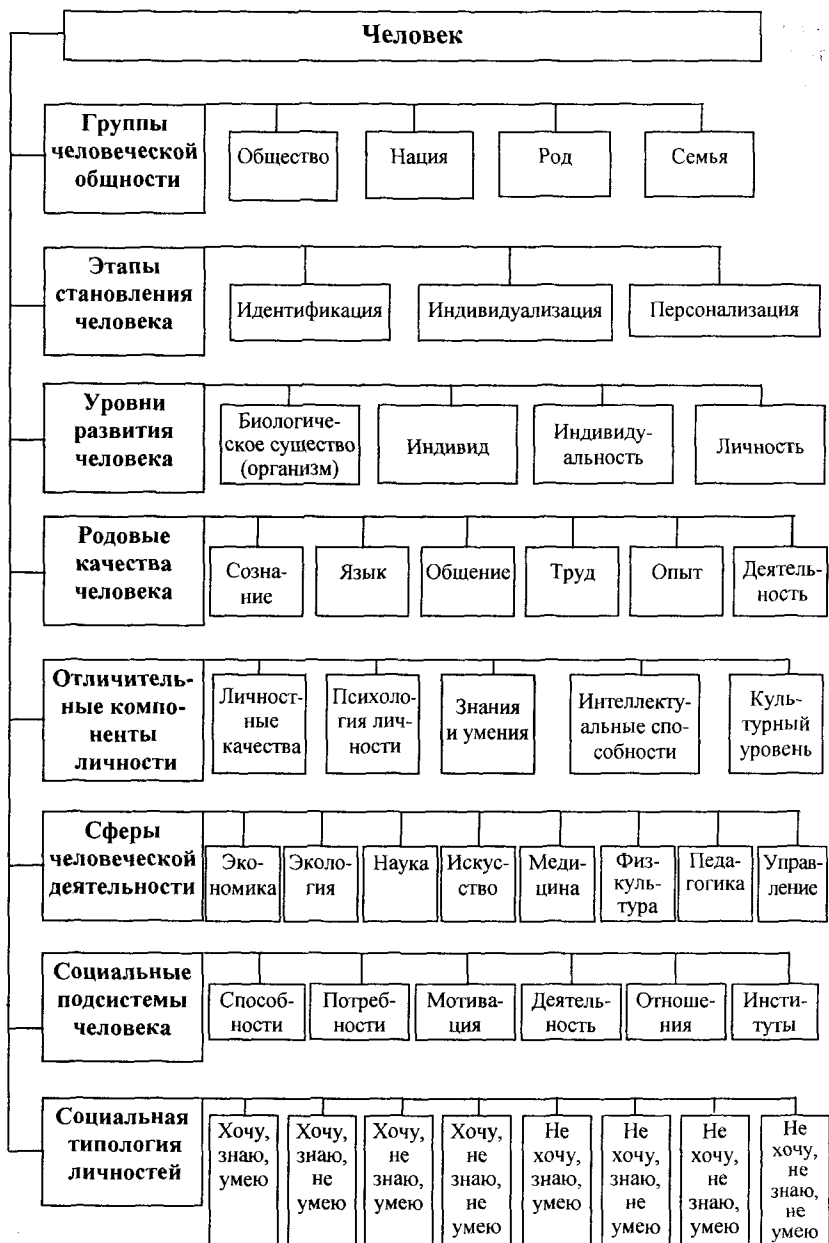 Человек
Группы
человеческой
общности
Общество
Нация
Род
Семья
Этапы
становления
человека
Идентификация
Индивидуализация
Персонализация
Уровни
развития
человека
Биологиче-
ское существо
(организм)
Индивид
Индивиду-
альность
Личность
Родовые
качества
человека
Созна-
ние
Язык
Общение
Труд
Опыт
Деятель-
ность
Отличитель-
ные компо-
ненты
личности
Личност-
ные
качества
Психоло-
гия лич-
ности
Знания
и умения
Интеллекту-
альные спо-
собности
Куль-
турный
уровень
Сферы
человеческой
деятельности
Эко-
номика
Эколо-
гия
Наука
Искус-
ство
Меди-
цина
Физ-
куль-
тура
Педа-
гогика
Управ-
ление
Социальные
подсистемы
человека
Способ-
ности
Потреб-
ности
Мотива-
ция
Деятель-
ность
Отноше-
ния
Инсти-
туты
Социальная
типология
личностей
Хочу,
знаю,
умею
Хочу,
знаю,
не
умею
Хочу,
не
знаю,
умею
Хочу,
не
знаю,
не
умею
Не
хочу,
знаю,
умею
Не
хочу,
знаю,
не
умею
Не
хочу,
не
знаю,
умею
Не
хочу,
не
знаю,
не
умею